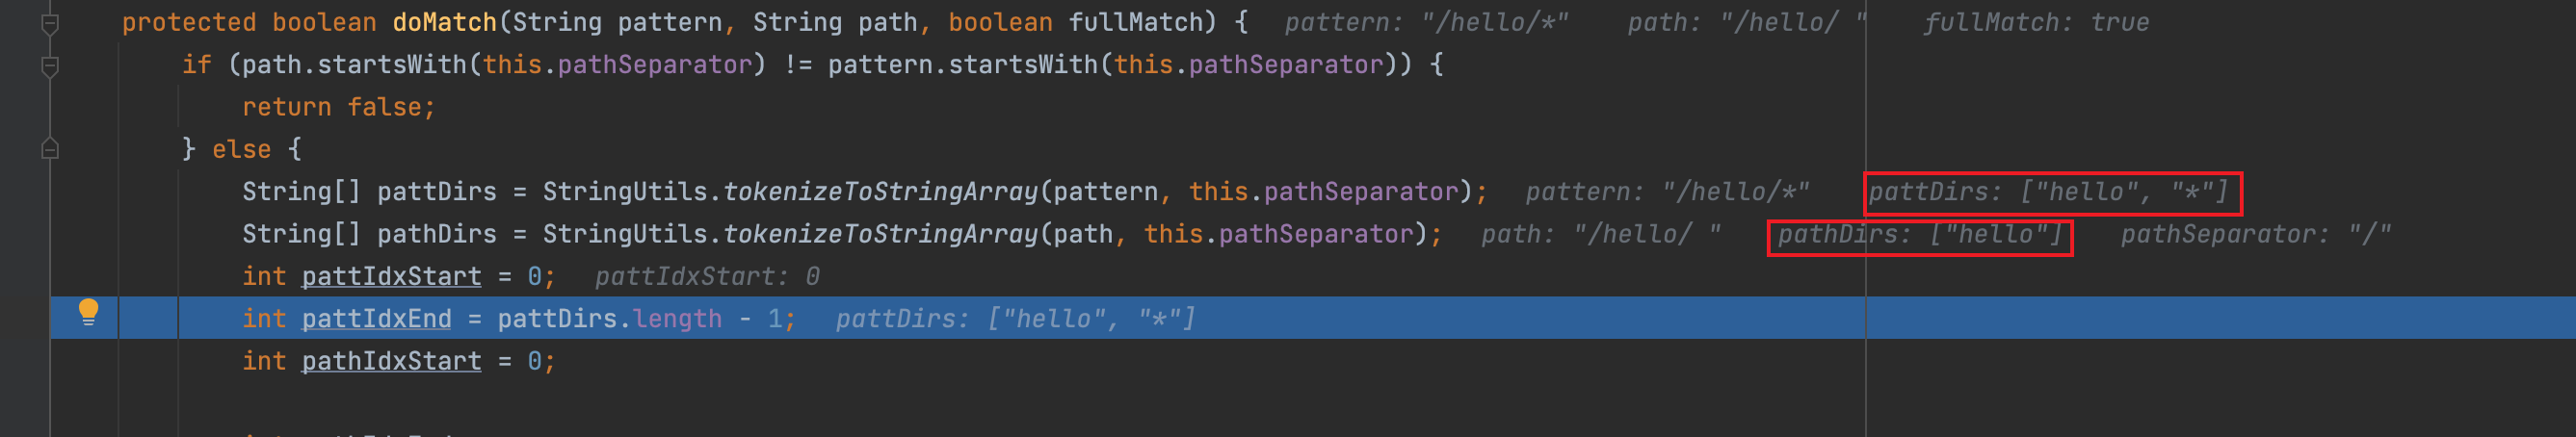 protected boolean doMatch(String pattern, String path, boolean fullMatch) {  pattern: "/hello/*"  path: "/hello/ "  fullMatch: true
if (path.startsWith(this.pathSeparator) != pattern.startsWith(this.pathSeparator)) {
return false;
} else {
String[] pattDirs = StringUtils.tokenizeToStringArray(pattern, this.pathSeparator);  pattern: "/hello/*"  pattDirs: ["hello", "*"]
String[] pathDirs = StringUtils.tokenizeToStringArray(path, this.pathSeparator);  path: "/hello/ "  pathDirs: ["hello"]  pathSeparator: "/"
int pattIdxStart = 0;  pattIdxStart: 0
int pattIdxEnd = pattDirs.length - 1;  pattDirs: ["hello", "*"]
int pathIdxStart = 0;